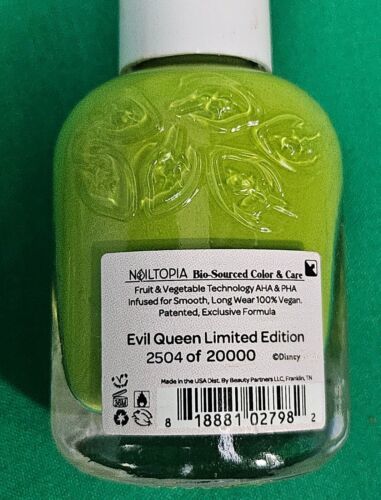 NAILTOPIA Bio-Sourced Color & Care
Fruit & Vegetable Technology AHA & PHA
Infused for Smooth, Long Wear 100% Vegan.
Patented, Exclusive Formula
Evil Queen Limited Edition
2504 of 20000 ©Disney
Made in the USA Dist. By Beauty Partners LLC, Franklin, TN
8 18881 02798 2